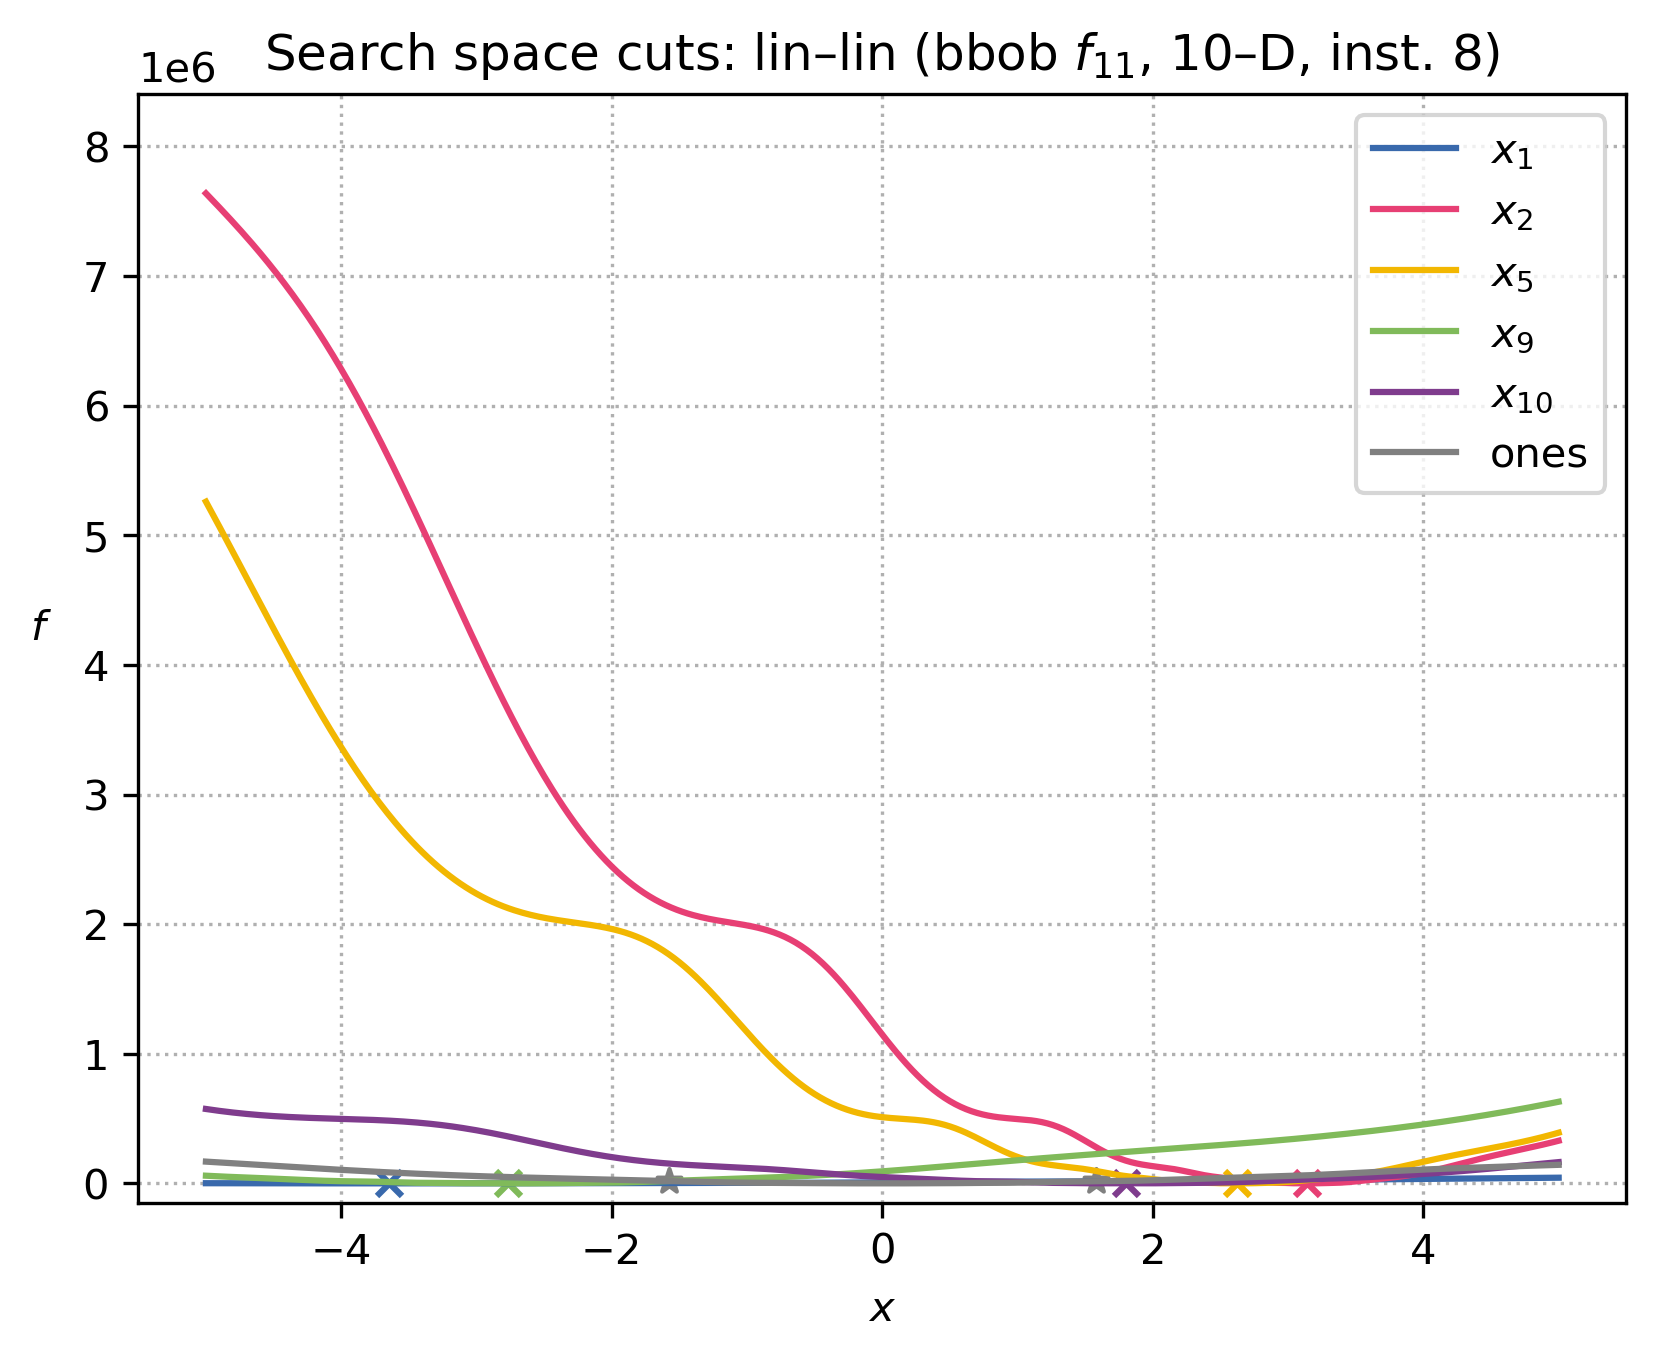 Search space cuts: lin–lin (bbob f₁₁, 10–D, inst. 8)
1e6
8
7
6
5
4
3
2
1
0
f
−4
−2
0
2
4
x
x₁
x₂
x₅
x₉
x₁₀
ones